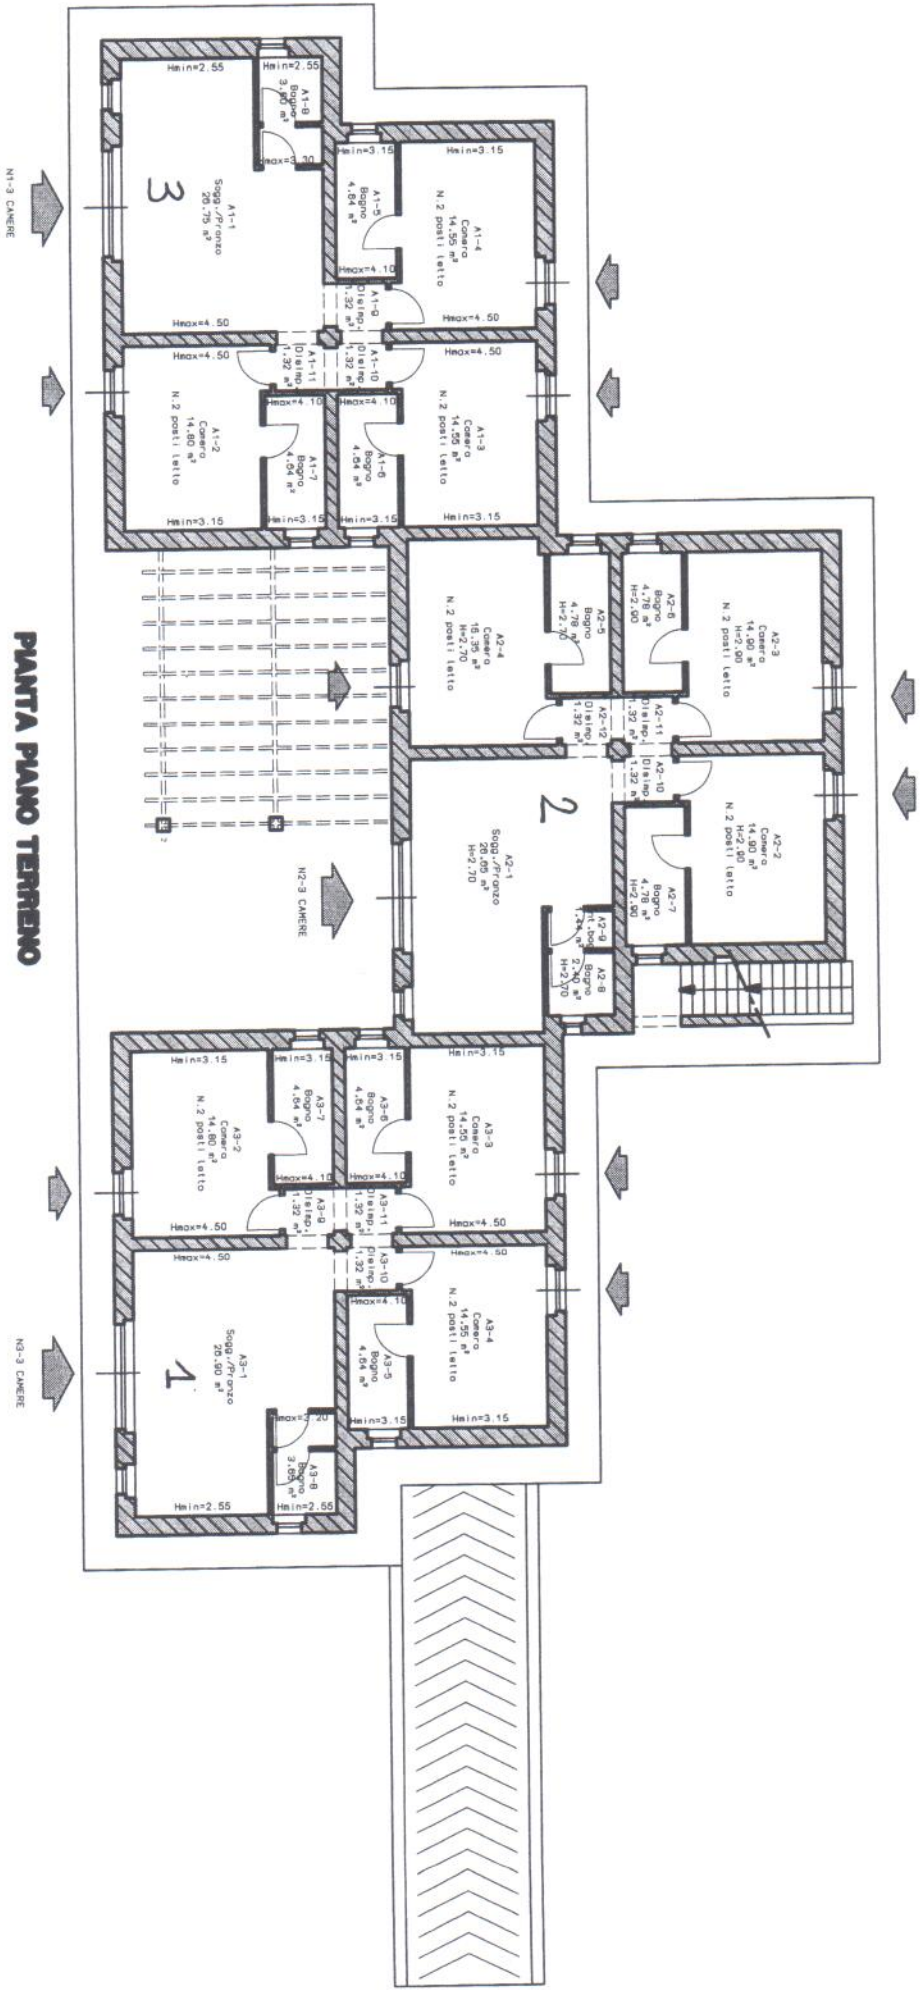 Hmin=2.55
Hmin=2.55
A1-8
Bagno
A1-1
Sogg./Pranzo
26.75 m²
3
Hmax=4.50
N1-3 CAMERE
Hmin=3.15
Hmin=3.15
A1-5
Bagno
4.64 m²
Hmax=4.10
A1-4
Camera
14.55 m²
N.2 posti letto
Hmax=4.50
A1-9
Disimp.
1.32 m²
A1-10
Disimp.
1.32 m²
A1-11
Disimp.
1.32 m²
Hmax=4.50
A1-2
Camera
14.80 m²
N.2 posti letto
Hmin=3.15
Hmax=4.10
A1-7
Bagno
4.64 m²
Hmin=3.15
Hmax=4.10
A1-6
Bagno
4.64 m²
Hmin=3.15
Hmax=4.50
A1-3
Camera
14.55 m²
N.2 posti letto
Hmin=3.15
A2-4
Camera
N.2 posti letto
H=2.70
A2-5
Bagno
4.78 m²
H=2.70
A2-6
Bagno
4.78 m²
H=2.90
A2-3
Camera
14.90 m²
H=2.90
N.2 posti letto
A2-12
Disimp.
1.32 m²
A2-11
Disimp.
1.32 m²
A2-10
Disimp.
1.32 m²
A2-2
Camera
14.90 m²
H=2.90
N.2 posti letto
A2-7
Bagno
4.78 m²
H=2.90
2
A2-1
Sogg./Pranzo
26.65 m²
H=2.70
A2-9
A2-8
Bagno
H=2.70
N2-3 CAMERE
Hmin=3.15
A3-2
Camera
14.80 m²
N.2 posti letto
Hmax=4.50
Hmin=3.15
A3-7
Bagno
4.64 m²
Hmax=4.10
Hmin=3.15
A3-6
Bagno
4.64 m²
Hmax=4.10
Hmin=3.15
A3-3
Camera
14.55 m²
N.2 posti letto
Hmax=4.50
A3-9
Disimp.
1.32 m²
A3-11
Disimp.
1.32 m²
A3-10
Disimp.
1.32 m²
Hmax=4.50
A3-4
Camera
14.55 m²
N.2 posti letto
Hmin=3.15
Hmax=4.10
A3-5
Bagno
4.64 m²
Hmin=3.15
Hmax=4.50
A3-1
Sogg./Pranzo
26.90 m²
1
Hmin=2.55
A3-8
Bagno
Hmin=2.55
N3-3 CAMERE
PIANTA PIANO TERRENO